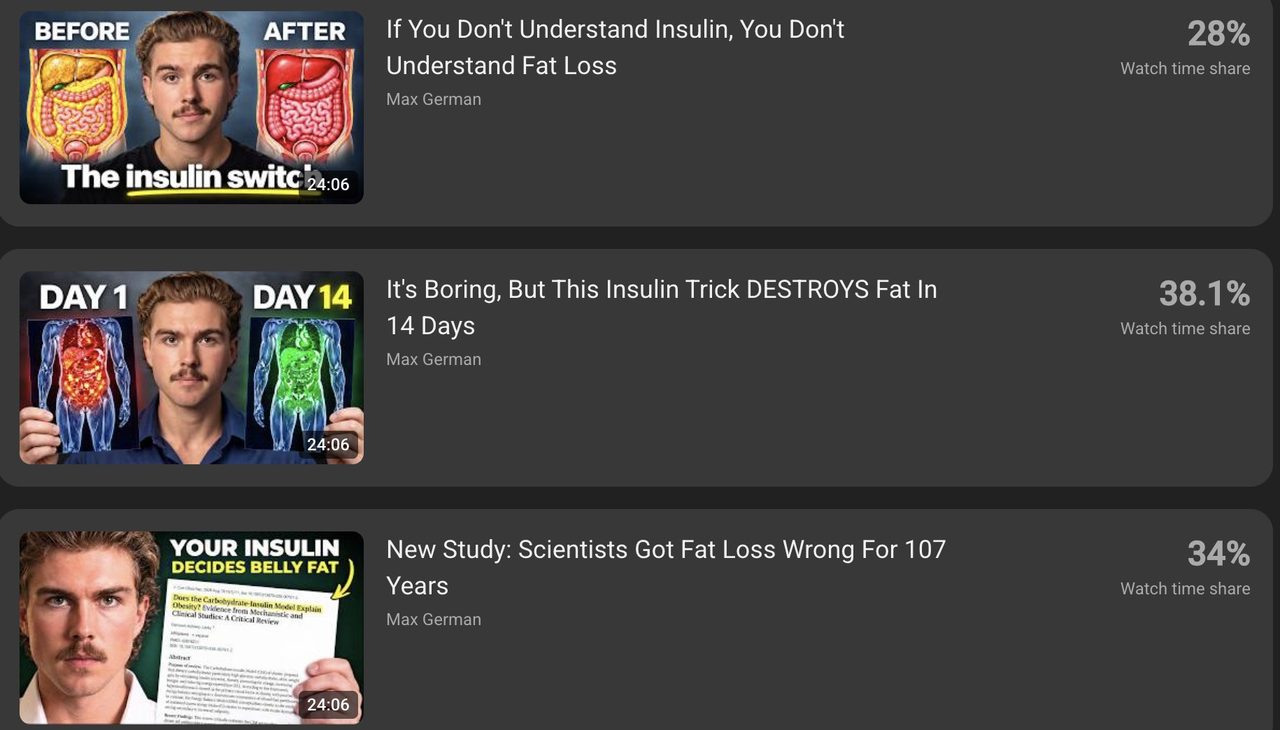 BEFORE
AFTER
The insulin switc
24:06
If You Don't Understand Insulin, You Don't
Understand Fat Loss
Max German
28%
Watch time share
DAY 1
DAY 14
24:06
It's Boring, But This Insulin Trick DESTROYS Fat In
14 Days
Max German
38.1%
Watch time share
YOUR INSULIN
DECIDES BELLY FAT
Does the Carbohydrate-Insulin Model Explain
Obesity? Evidence from Mechanistic and
Clinical Studies: A Critical Review
Abstract
24:06
New Study: Scientists Got Fat Loss Wrong For 107
Years
Max German
34%
Watch time share